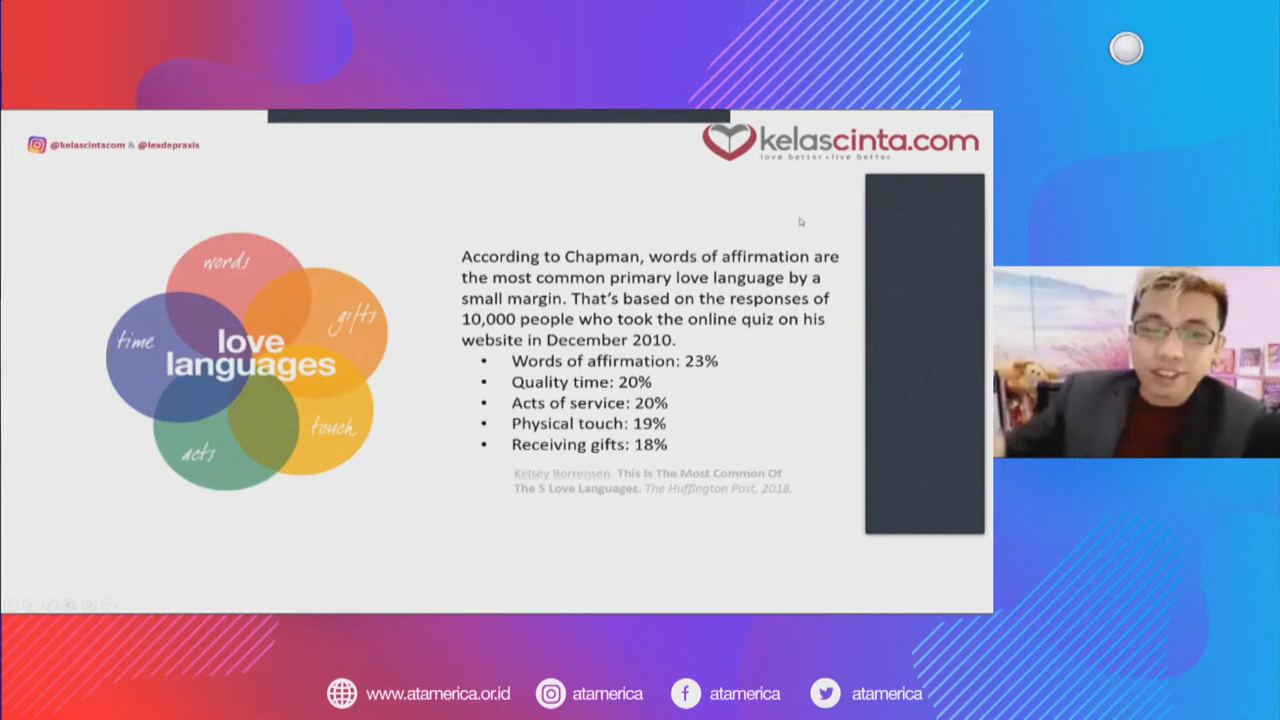 @kelascintacom & @lexdepraxis
kelascinta.com
love better • live better
words
gifts
time
love
languages
touch
acts
According to Chapman, words of affirmation are
the most common primary love language by a
small margin. That's based on the responses of
10,000 people who took the online quiz on his
website in December 2010.
• Words of affirmation: 23%
• Quality time: 20%
• Acts of service: 20%
• Physical touch: 19%
• Receiving gifts: 18%
Kelsey Borrensen. This Is The Most Common Of
The 5 Love Languages. The Huffington Post, 2018.
www.atamerica.or.id
atamerica
atamerica
atamerica